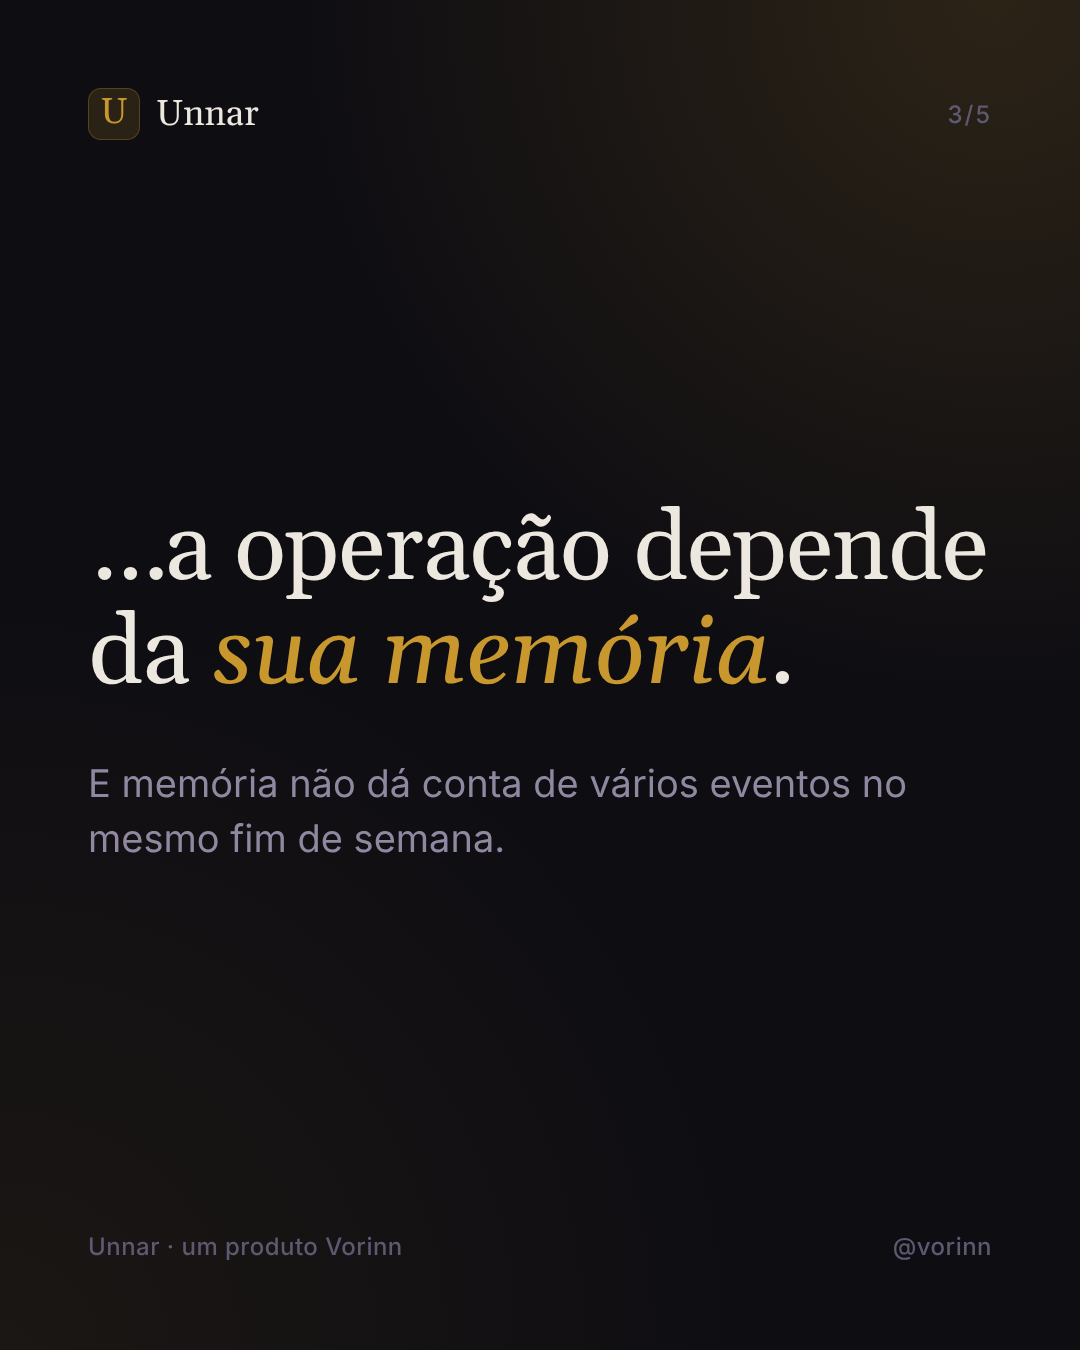 U Unnar
3/5
...a operação depende
da sua memória.
E memória não dá conta de vários eventos no
mesmo fim de semana.
Unnar · um produto Vorinn
@vorinn